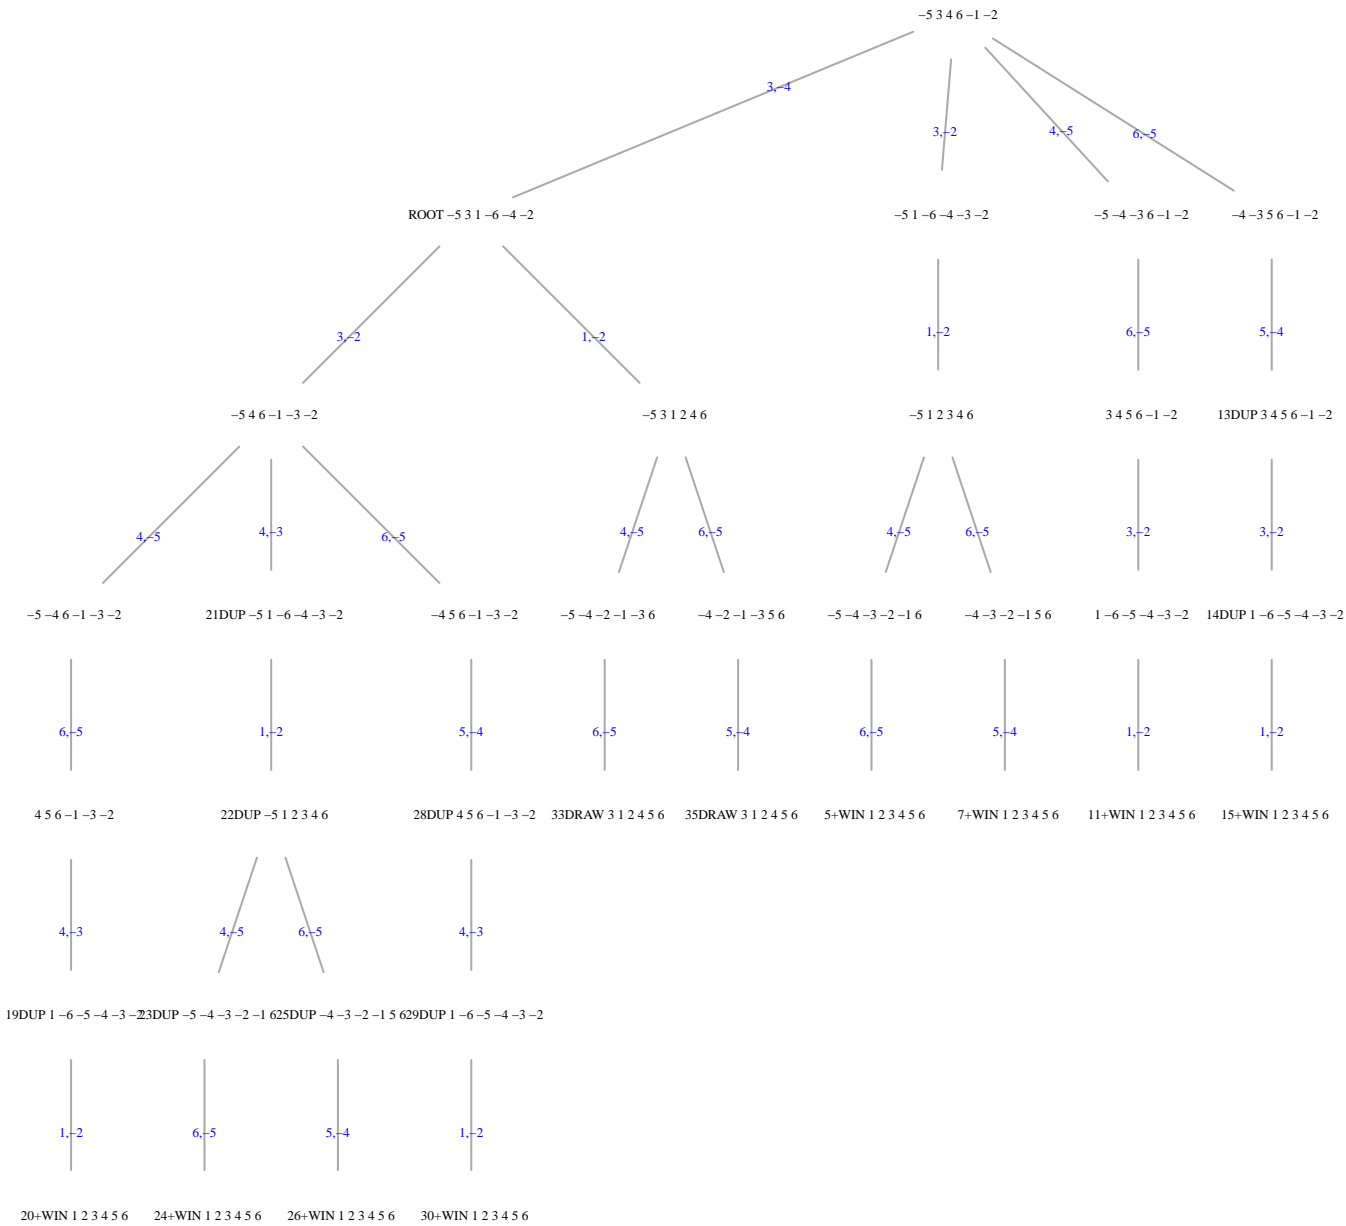 −5 3 4 6 −1 −2
3,−4
3,−2
4,−5
6,−5
ROOT −5 3 1 −6 −4 −2
−5 1 −6 −4 −3 −2
−5 −4 −3 6 −1 −2
−4 −3 5 6 −1 −2
3,−2
1,−2
1,−2
6,−5
5,−4
−5 4 6 −1 −3 −2
−5 3 1 2 4 6
−5 1 2 3 4 6
3 4 5 6 −1 −2
13DUP 3 4 5 6 −1 −2
4,−5
4,−3
6,−5
4,−5
6,−5
4,−5
6,−5
3,−2
3,−2
−5 −4 6 −1 −3 −2
21DUP −5 1 −6 −4 −3 −2
−4 5 6 −1 −3 −2
−5 −4 −2 −1 −3 6
−4 −2 −1 −3 5 6
−5 −4 −3 −2 −1 6
−4 −3 −2 −1 5 6
1 −6 −5 −4 −3 −2
14DUP 1 −6 −5 −4 −3 −2
6,−5
1,−2
5,−4
6,−5
5,−4
6,−5
5,−4
1,−2
1,−2
4 5 6 −1 −3 −2
22DUP −5 1 2 3 4 6
28DUP 4 5 6 −1 −3 −2
33DRAW 3 1 2 4 5 6
35DRAW 3 1 2 4 5 6
5+WIN 1 2 3 4 5 6
7+WIN 1 2 3 4 5 6
11+WIN 1 2 3 4 5 6
15+WIN 1 2 3 4 5 6
4,−3
4,−5
6,−5
4,−3
19DUP 1 −6 −5 −4 −3 −2
23DUP −5 −4 −3 −2 −1 6
25DUP −4 −3 −2 −1 5 6
29DUP 1 −6 −5 −4 −3 −2
1,−2
6,−5
5,−4
1,−2
20+WIN 1 2 3 4 5 6
24+WIN 1 2 3 4 5 6
26+WIN 1 2 3 4 5 6
30+WIN 1 2 3 4 5 6